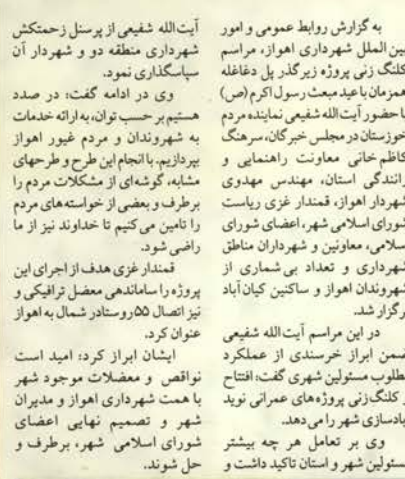 به گزارش روابط عمومی و امور
بین الملل شهرداری اهواز، مراسم
کلنگ زنی پروژه زیرگذر پل دغاغله
همزمان باعید مبعث رسول اکرم (ص)
با حضور آیت‌الله شفیعی نماینده مردم
خوزستان در مجلس خبرگان، سرهنگ
کاظم خانی معاونت راهنمایی و
رانندگی استان، مهندس مهدوی
شهردار اهواز، قمندار غزی ریاست
شورای اسلامی شهر، اعضای شورای
اسلامی، معاونین و شهرداران مناطق
شهرداری و تعداد بی شماری از
شهروندان اهواز و ساکنین کیان آباد
برگزار شد.
در این مراسم آیت‌الله شفیعی
ضمن ابراز خرسندی از عملکرد
مطلوب مسئولین شهری گفت: افتتاح
و کلنگ زنی پروژه های عمرانی نوید
آبادسازی شهر را می دهد.
وی بر تعامل هر چه بیشتر
مسئولین شهر و استان تاکید داشت و
آیت‌الله شفیعی از پرسنل زحمتکش
شهرداری منطقه دو و شهردار آن
سپاسگذاری نمود.
وی در ادامه گفت: در صدد
هستیم بر حسب توان، به ارائه خدمات
به شهروندان و مردم غیور اهواز
بپردازیم. با انجام این طرح و طرحهای
مشابه، گوشه‌ای از مشکلات مردم را
برطرف و بعضی از خواسته های مردم
را تامین می کنیم تا خداوند نیز از ما
راضی شود.
قمندار غزی هدف از اجرای این
پروژه را ساماندهی معضل ترافیکی و
نیز اتصال ۵۵ روستا در شمال به اهواز
عنوان کرد.
ایشان ابراز کرد: امید است
نواقص و معضلات موجود شهر
با همت شهرداری اهواز و مدیران
شهر و تصمیم نهایی اعضای
شورای اسلامی شهر، برطرف و
حل شوند.